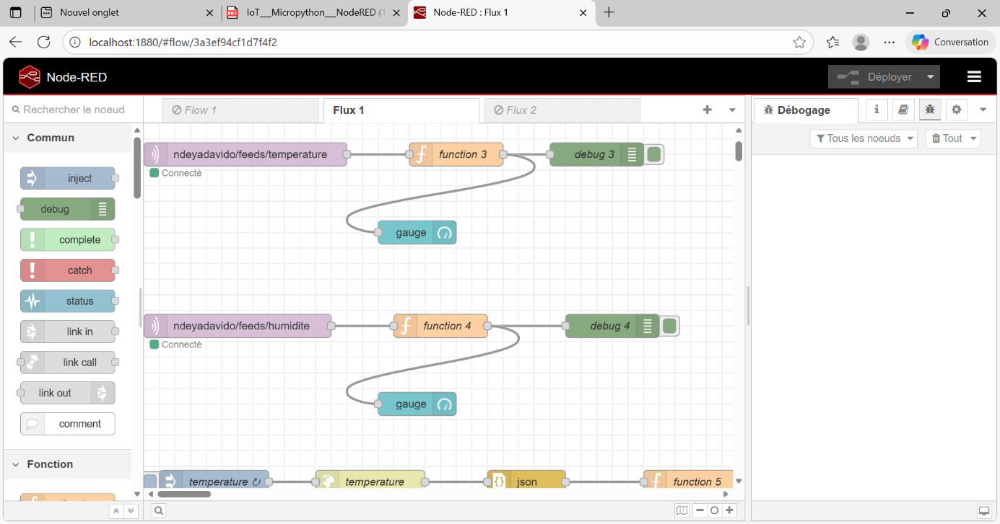 Nouvel onglet
IoT___Micropython___NodeRED (1
Node-RED : Flux 1
localhost:1880/#flow/3a3ef94cf1d7f4f2
Conversation
Node-RED
Déployer
Rechercher le noeud
Flow 1
Flux 1
Flux 2
Débogage
Commun
Tous les noeuds
Tout
ndeyadavido/feeds/temperature
function 3
debug 3
Connecté
inject
debug
gauge
complete
catch
status
ndeyadavido/feeds/humidite
function 4
debug 4
link in
Connecté
link call
link out
gauge
comment
Fonction
temperature ↻
temperature
json
function 5